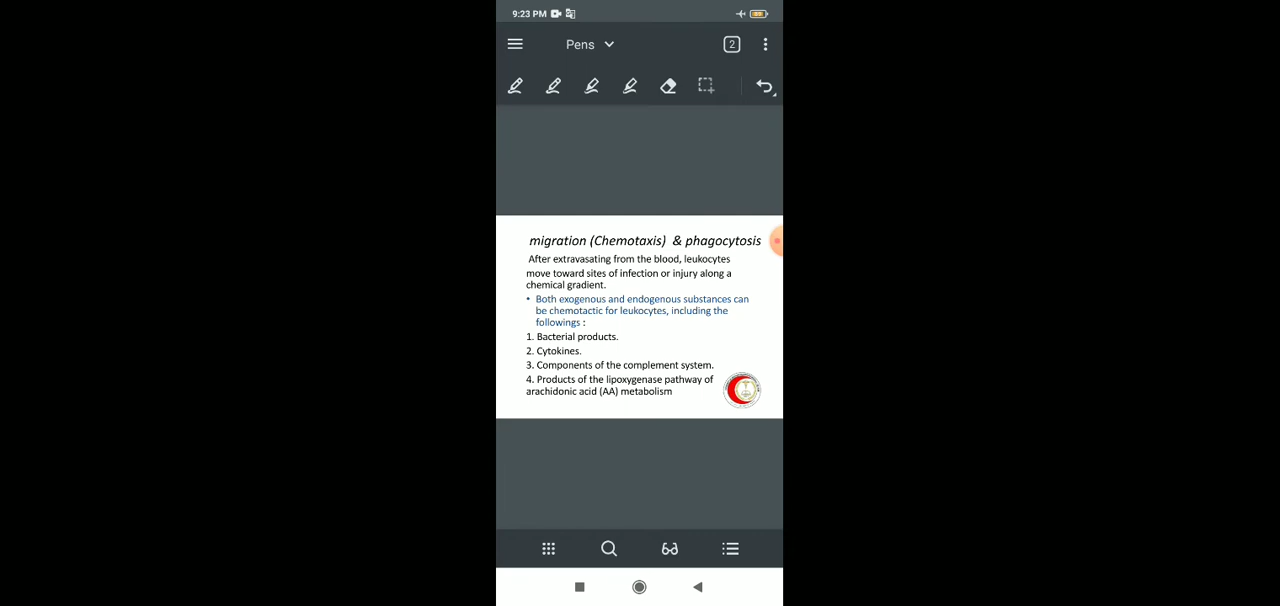 9:23 PM
Pens
2
migration (Chemotaxis) & phagocytosis
After extravasating from the blood, leukocytes
move toward sites of infection or injury along a
chemical gradient.
• Both exogenous and endogenous substances can
be chemotactic for leukocytes, including the
followings :
1. Bacterial products.
2. Cytokines.
3. Components of the complement system.
4. Products of the lipoxygenase pathway of
arachidonic acid (AA) metabolism